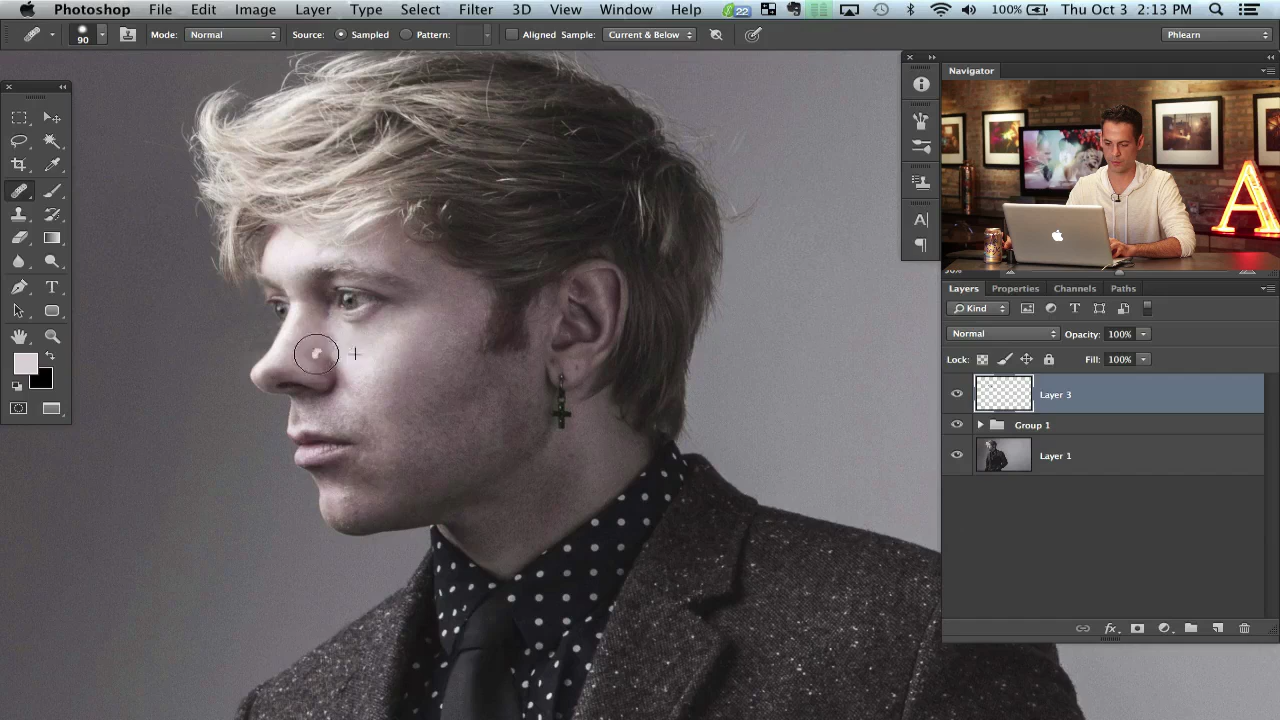 Photoshop File Edit Image Layer Type Select Filter 3D View Window Help 22 100% Thu Oct 3 2:13 PM
90 Mode: Normal Source: Sampled Pattern: Aligned Sample: Current & Below Phlearn
Navigator
A
Layers Properties Channels Paths
Kind T
Normal Opacity: 100%
Lock: Fill: 100%
Layer 3
Group 1
Layer 1
fx